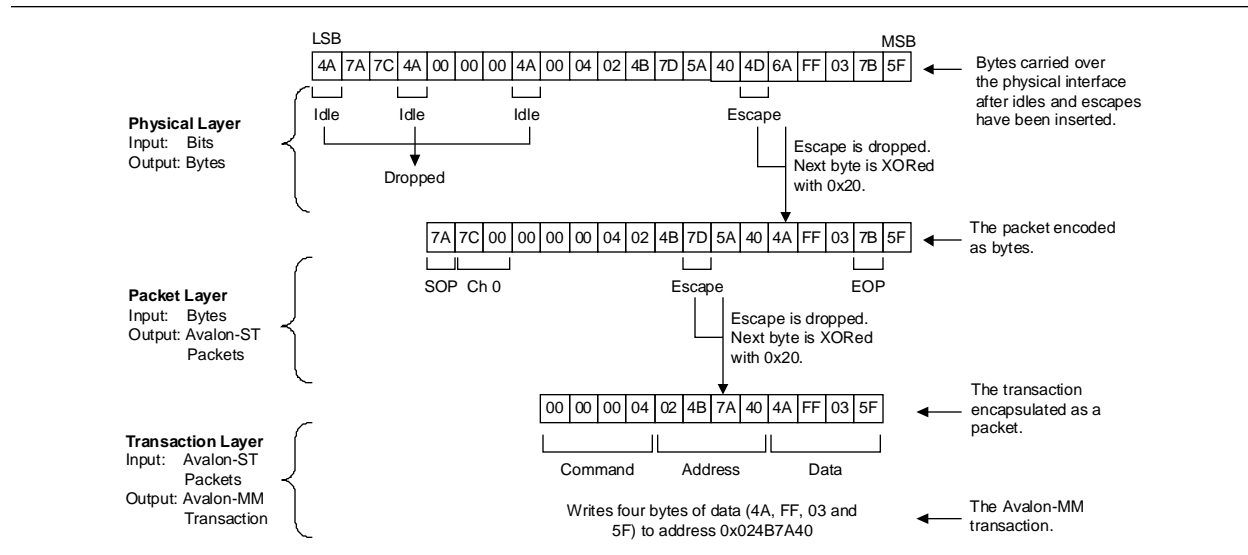 LSB MSB
4A 7A 7C 4A 00 00 00 4A 00 04 02 4B 7D 5A 40 4D 6A FF 03 7B 5F
Bytes carried over
the physical interface
after idles and escapes
have been inserted.
Idle Idle Idle Escape
Physical Layer
Input: Bits
Output: Bytes
Dropped
Escape is dropped.
Next byte is XORed
with 0x20.
7A 7C 00 00 00 00 04 02 4B 7D 5A 40 4A FF 03 7B 5F
The packet encoded
as bytes.
SOP Ch 0 Escape EOP
Packet Layer
Input: Bytes
Output: Avalon-ST
Packets
Escape is dropped.
Next byte is XORed
with 0x20.
00 00 00 04 02 4B 7A 40 4A FF 03 5F
The transaction
encapsulated as a
packet.
Transaction Layer
Input: Avalon-ST
Packets
Output: Avalon-MM
Transaction
Command Address Data
Writes four bytes of data (4A, FF, 03 and
5F) to address 0x024B7A40
The Avalon-MM
transaction.